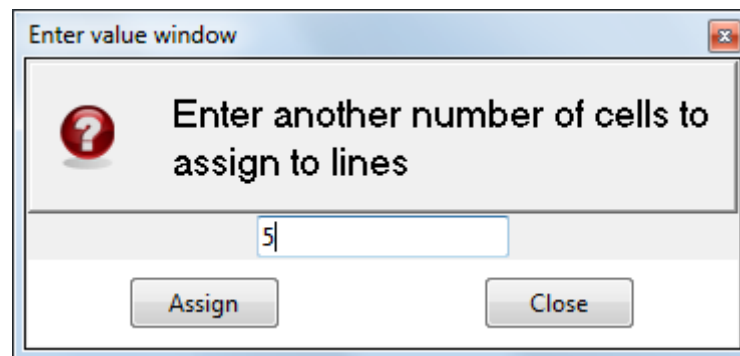 Enter value window
Enter another number of cells to
assign to lines
5
Assign Close